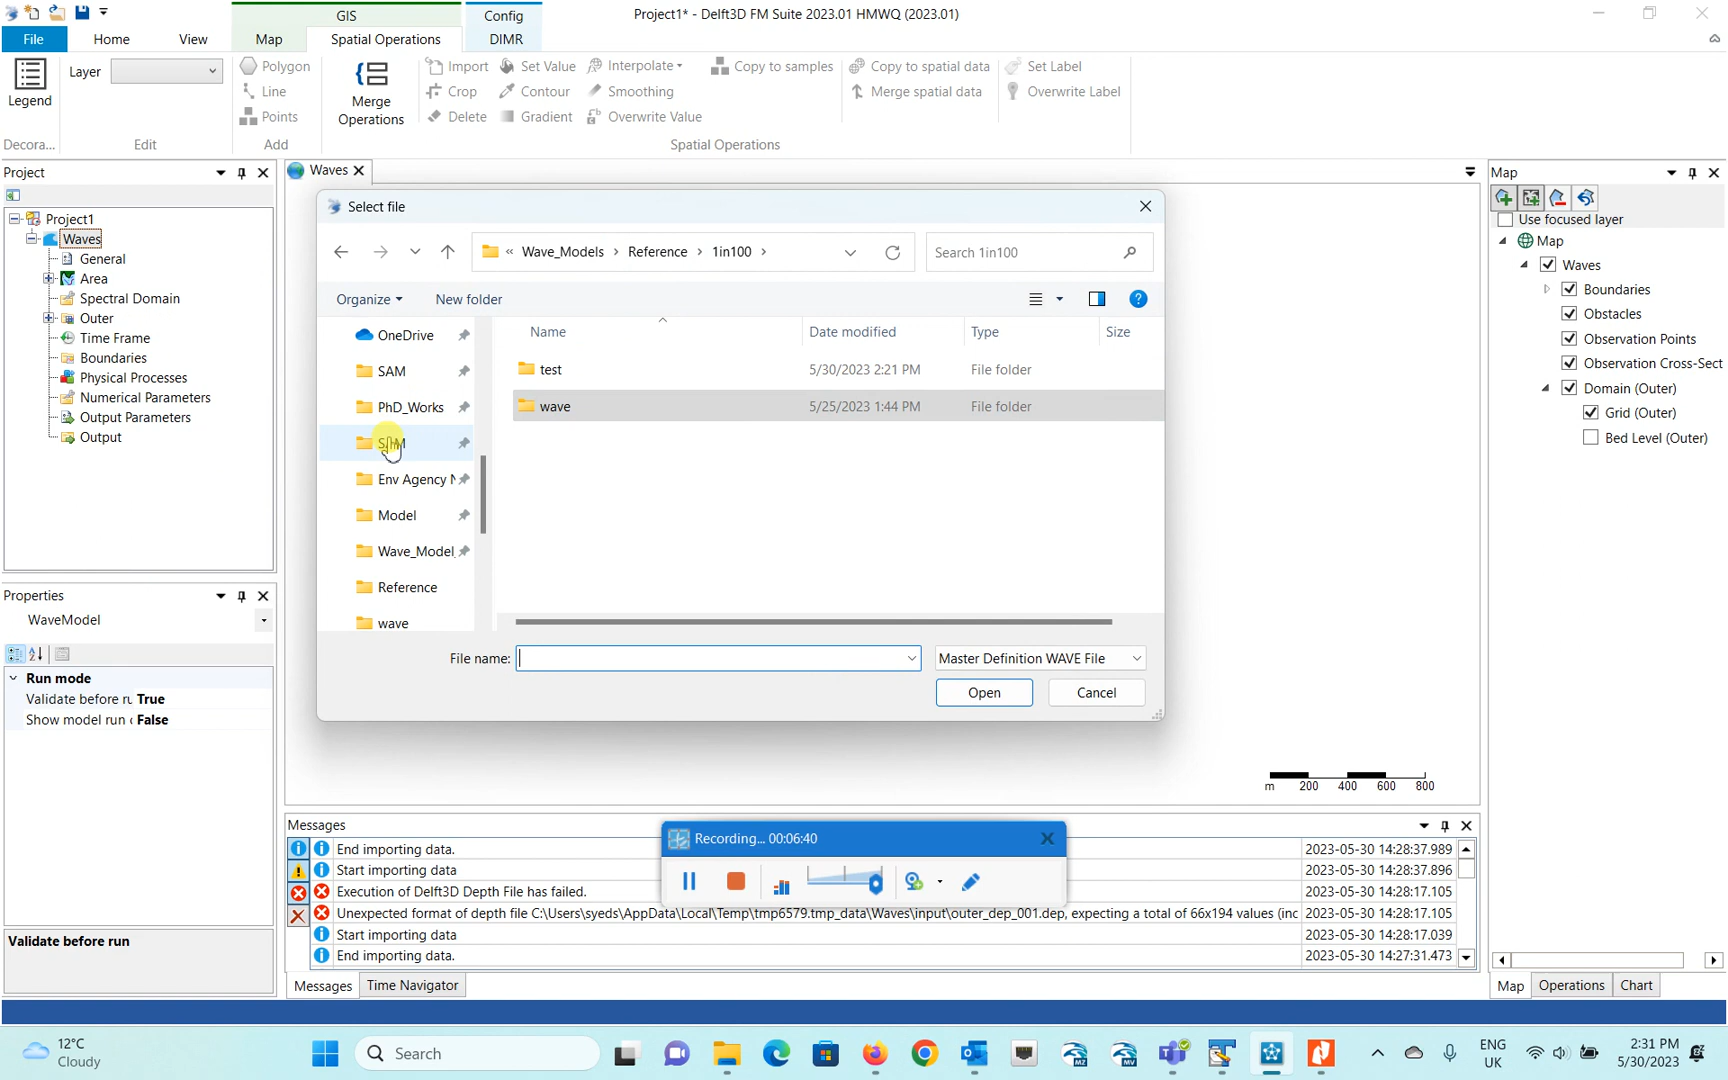 GIS
Config
Project1* - Delft3D FM Suite 2023.01 HMWQ (2023.01)
File
Home
View
Map
Spatial Operations
DIMR
Legend
Layer
Polygon
Line
Points
Merge
Operations
Import
Crop
Delete
Set Value
Contour
Gradient
Interpolate
Smoothing
Overwrite Value
Copy to samples
Copy to spatial data
Merge spatial data
Set Label
Overwrite Label
Decora...
Edit
Add
Spatial Operations
Project
Project1
Waves
General
Area
Spectral Domain
Outer
Time Frame
Boundaries
Physical Processes
Numerical Parameters
Output Parameters
Output
Properties
WaveModel
Run mode
Validate before ru True
Show model run c False
Validate before run
Waves
Select file
« Wave_Models › Reference › 1in100 ›
Search 1in100
Organize
New folder
Name
Date modified
Type
Size
OneDrive
SAM
PhD_Works
Env Agency N
Model
Wave_Model_
Reference
wave
test 5/30/2023 2:21 PM File folder
wave 5/25/2023 1:44 PM File folder
File name:
Master Definition WAVE File
Open
Cancel
m 200 400 600 800
Map
Use focused layer
Map
Waves
Boundaries
Obstacles
Observation Points
Observation Cross-Sect
Domain (Outer)
Grid (Outer)
Bed Level (Outer)
Messages
End importing data. 2023-05-30 14:28:37.989
Start importing data 2023-05-30 14:28:37.896
Execution of Delft3D Depth File has failed. 2023-05-30 14:28:17.105
Unexpected format of depth file C:\Users\syeds\AppData\Local\Temp\tmp6579.tmp_data\Waves\input\outer_dep_001.dep, expecting a total of 66x194 values (inc 2023-05-30 14:28:17.105
Start importing data 2023-05-30 14:28:17.039
End importing data. 2023-05-30 14:27:31.473
Recording... 00:06:40
Messages
Time Navigator
Map
Operations
Chart
12°C
Cloudy
Search
ENG
UK
2:31 PM
5/30/2023